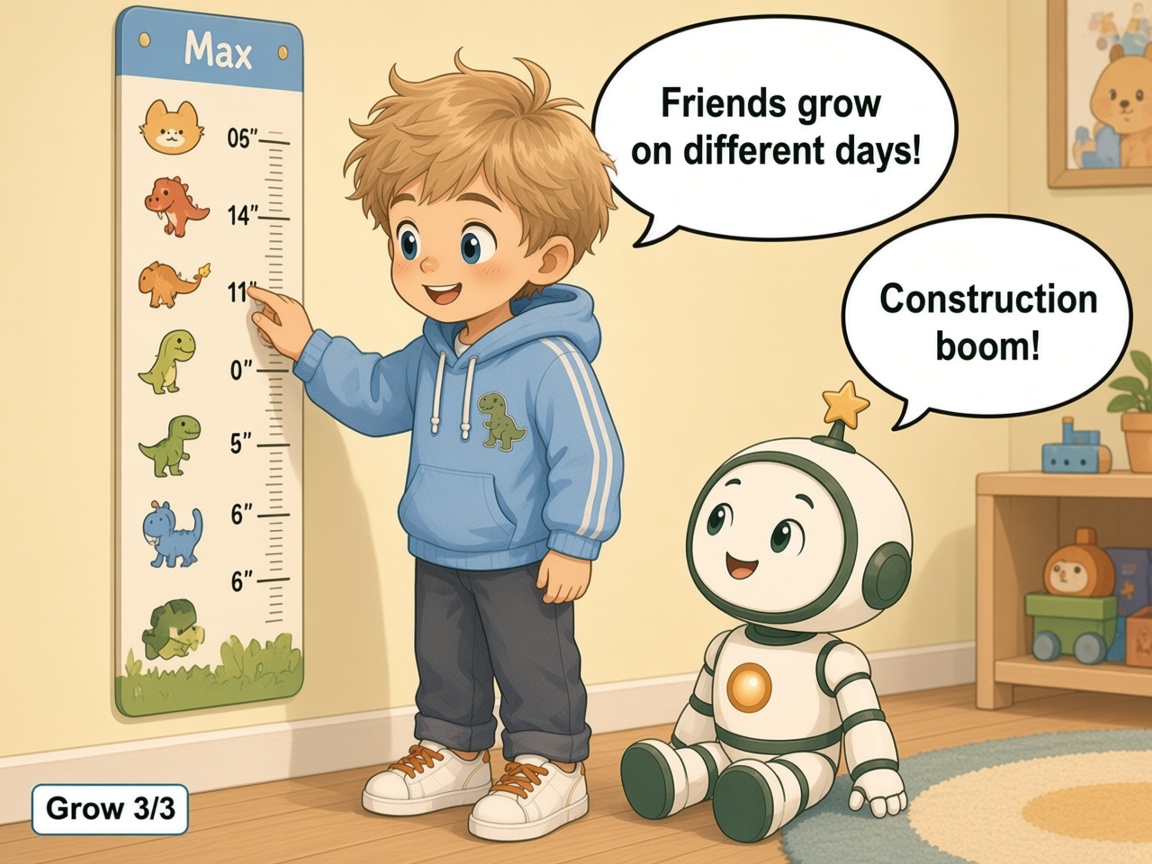 Max
Friends grow
on different days!
05"
14"
11"
Construction
boom!
0"
5"
6"
6"
Grow 3/3